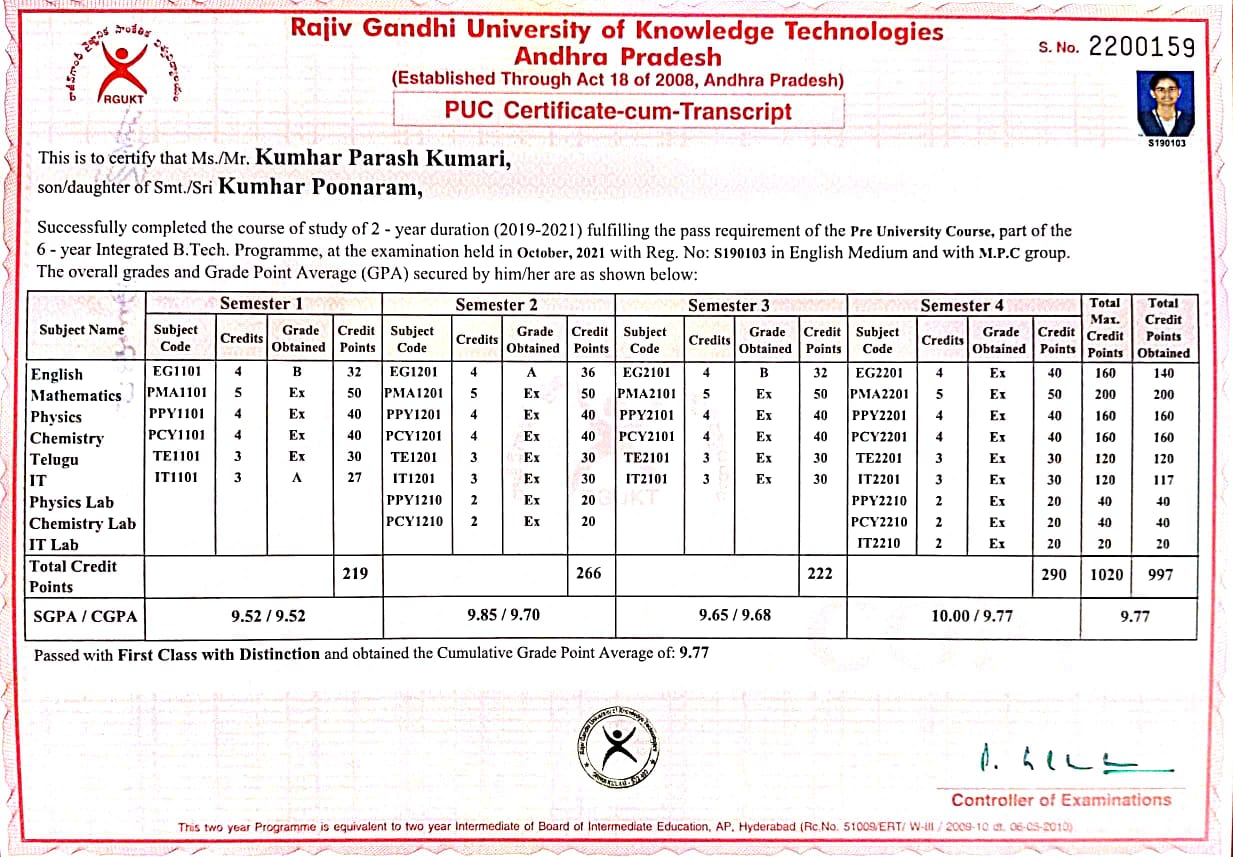 Rajiv Gandhi University of Knowledge Technologies
Andhra Pradesh
(Established Through Act 18 of 2008, Andhra Pradesh)
PUC Certificate-cum-Transcript
S. No. 2200159
RGUKT
S190103
This is to certify that Ms./Mr. Kumhar Parash Kumari,
son/daughter of Smt./Sri Kumhar Poonaram,
Successfully completed the course of study of 2 - year duration (2019-2021) fulfilling the pass requirement of the Pre University Course, part of the
6 - year Integrated B.Tech. Programme, at the examination held in October, 2021 with Reg. No: S190103 in English Medium and with M.P.C group.
The overall grades and Grade Point Average (GPA) secured by him/her are as shown below:
Subject Name Semester 1 Semester 2 Semester 3 Semester 4 Total Max. Credit Points Total Credit Points Obtained
Subject Code Credits Grade Obtained Credit Points Subject Code Credits Grade Obtained Credit Points Subject Code Credits Grade Obtained Credit Points Subject Code Credits Grade Obtained Credit Points
English EG1101 4 B 32 EG1201 4 A 36 EG2101 4 B 32 EG2201 4 Ex 40 160 140
Mathematics PMA1101 5 Ex 50 PMA1201 5 Ex 50 PMA2101 5 Ex 50 PMA2201 5 Ex 50 200 200
Physics PPY1101 4 Ex 40 PPY1201 4 Ex 40 PPY2101 4 Ex 40 PPY2201 4 Ex 40 160 160
Chemistry PCY1101 4 Ex 40 PCY1201 4 Ex 40 PCY2101 4 Ex 40 PCY2201 4 Ex 40 160 160
Telugu TE1101 3 Ex 30 TE1201 3 Ex 30 TE2101 3 Ex 30 TE2201 3 Ex 30 120 120
IT IT1101 3 A 27 IT1201 3 Ex 30 IT2101 3 Ex 30 IT2201 3 Ex 30 120 117
Physics Lab PPY1210 2 Ex 20 PPY2210 2 Ex 20 40 40
Chemistry Lab PCY1210 2 Ex 20 PCY2210 2 Ex 20 40 40
IT Lab IT2210 2 Ex 20 20 20
Total Credit Points 219 266 222 290 1020 997
SGPA / CGPA 9.52 / 9.52 9.85 / 9.70 9.65 / 9.68 10.00 / 9.77 9.77
Passed with First Class with Distinction and obtained the Cumulative Grade Point Average of: 9.77
Rajiv Gandhi University of Knowledge Technologies
Controller of Examinations
This two year Programme is equivalent to two year Intermediate of Board of Intermediate Education, AP, Hyderabad (Rc.No. 51009/ERT/ W-III / 2009-10 dt.